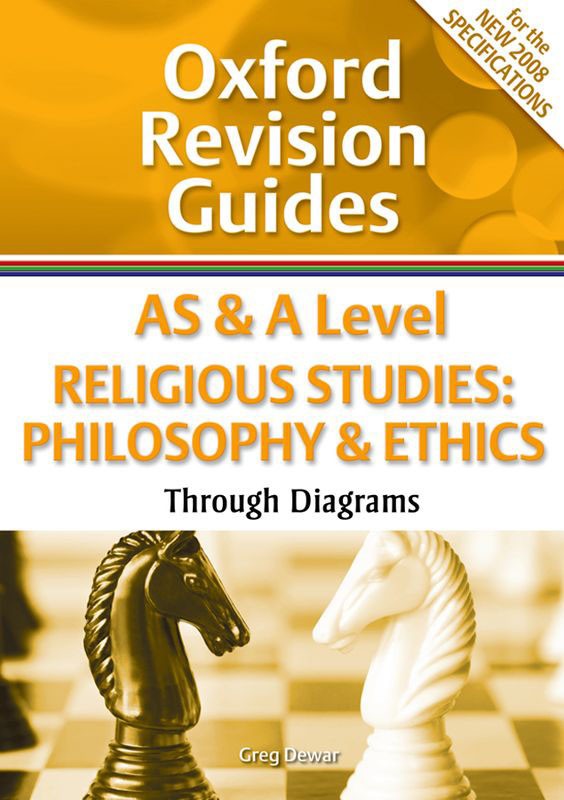 for the
NEW 2008
SPECIFICATIONS
Oxford
Revision
Guides
AS & A Level
RELIGIOUS STUDIES:
PHILOSOPHY & ETHICS
Through Diagrams
Greg Dewar